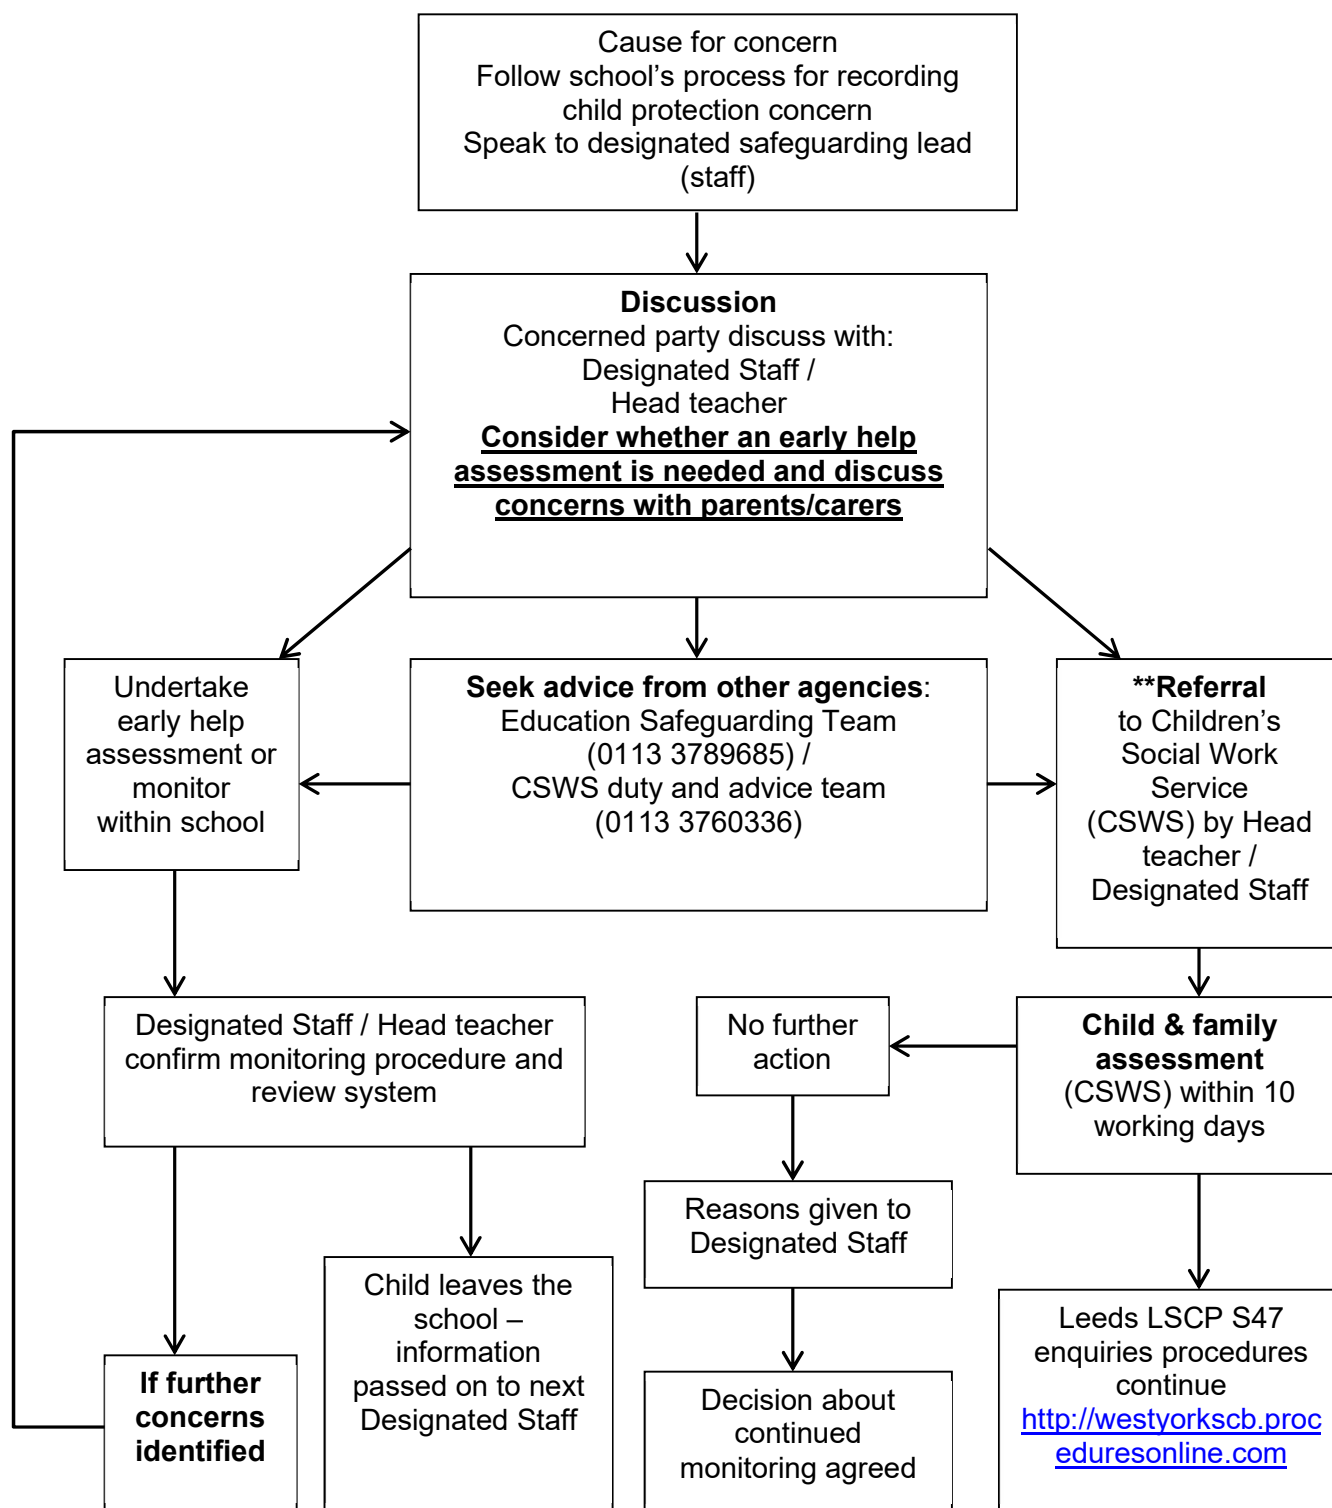 Cause for concern
Follow school’s process for recording
child protection concern
Speak to designated safeguarding lead
(staff)
Discussion
Concerned party discuss with:
Designated Staff /
Head teacher
Consider whether an early help
assessment is needed and discuss
concerns with parents/carers
Undertake
early help
assessment or
monitor
within school
Seek advice from other agencies:
Education Safeguarding Team
(0113 3789685) /
CSWS duty and advice team
(0113 3760336)
**Referral
to Children’s
Social Work
Service
(CSWS) by Head
teacher /
Designated Staff
Designated Staff / Head teacher
confirm monitoring procedure and
review system
No further
action
Child & family
assessment
(CSWS) within 10
working days
Reasons given to
Designated Staff
Child leaves the
school –
information
passed on to next
Designated Staff
Leeds LSCP S47
enquiries procedures
continue
http://westyorkscb.proc
eduresonline.com
If further
concerns
identified
Decision about
continued
monitoring agreed